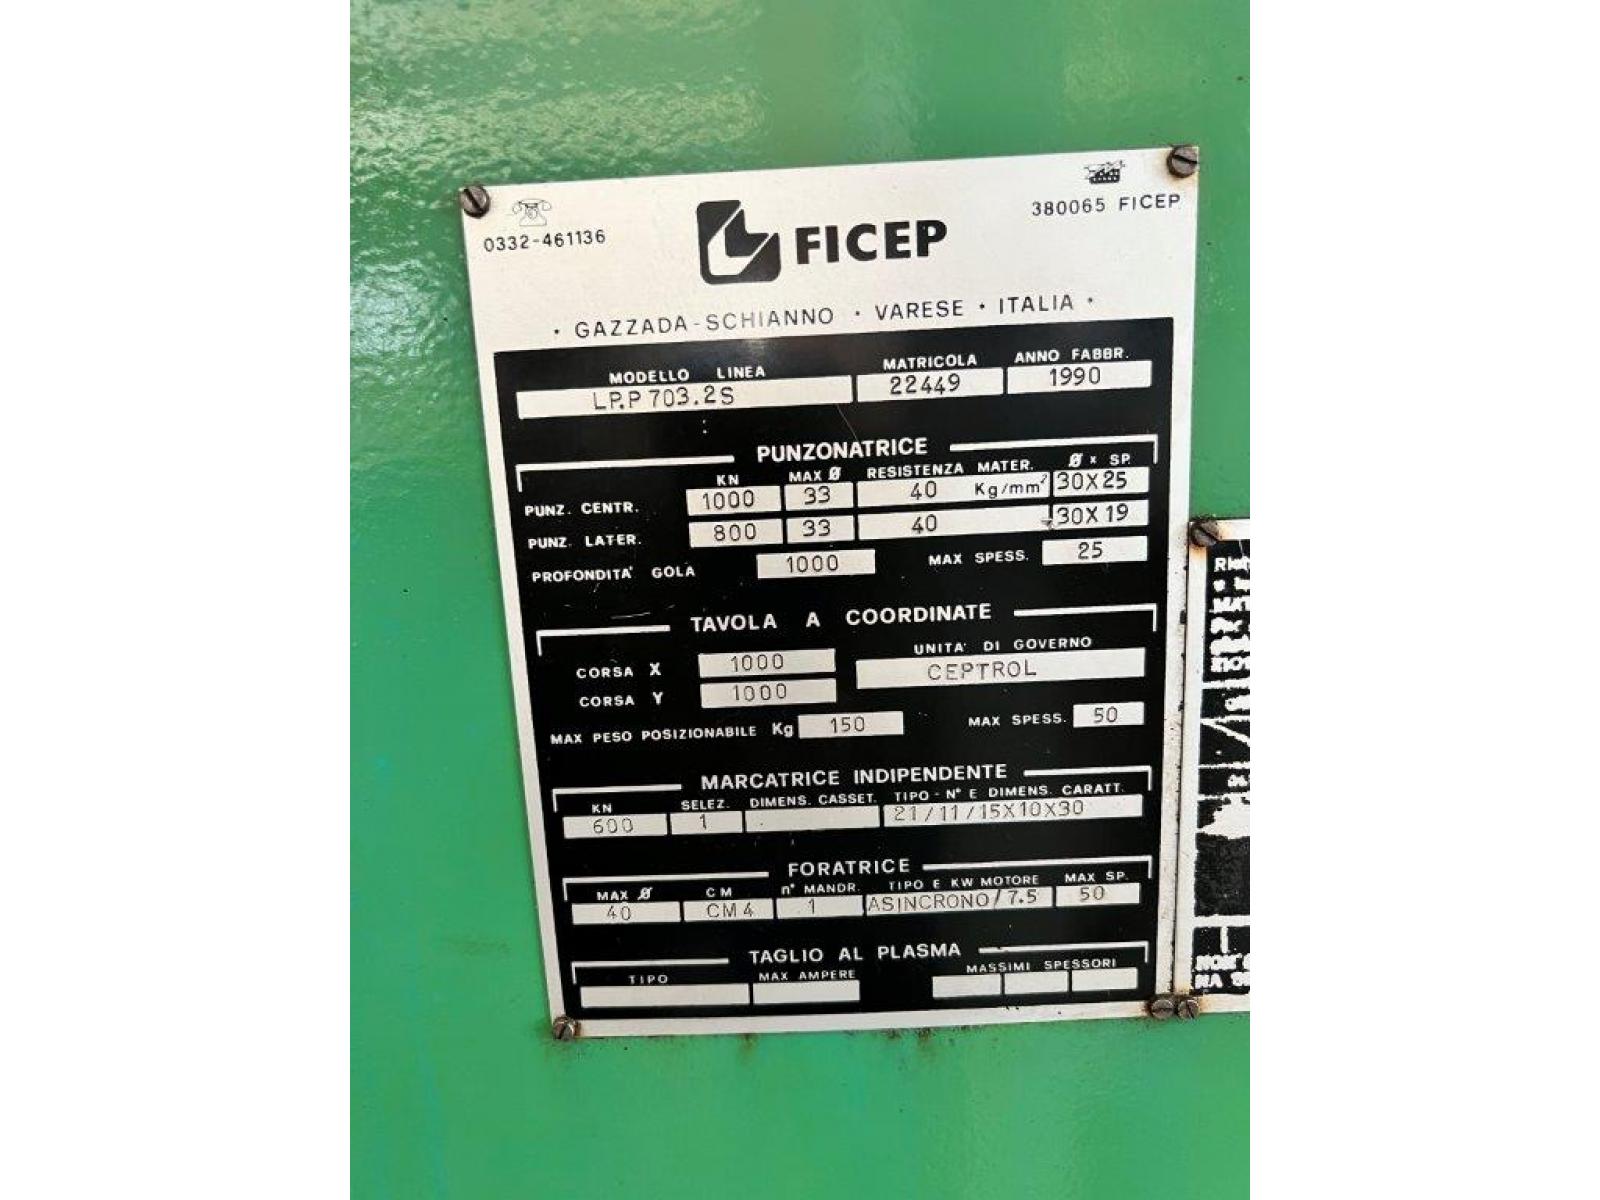 0332-461136
380065 FICEP
FICEP
• GAZZADA-SCHIANNO • VARESE • ITALIA •
MODELLO LINEA MATRICOLA ANNO FABBR.
LP.P 703.2S 22449 1990
PUNZONATRICE
KN MAX Ø RESISTENZA MATER. Ø x SP.
PUNZ. CENTR. 1000 33 40 Kg/mm² 30X25
PUNZ. LATER. 800 33 40 30X19
PROFONDITA' GOLA 1000 MAX SPESS. 25
TAVOLA A COORDINATE
CORSA X 1000 UNITA' DI GOVERNO
CORSA Y 1000 CEPTROL
MAX PESO POSIZIONABILE Kg 150 MAX SPESS. 50
MARCATRICE INDIPENDENTE
KN SELEZ. DIMENS. CASSET. TIPO - N° E DIMENS. CARATT.
600 1 21/11/15X10X30
FORATRICE
MAX Ø CM n° MANDR. TIPO E KW MOTORE MAX SP.
40 CM4 1 ASINCRONO/7.5 50
TAGLIO AL PLASMA
TIPO MAX AMPERE MASSIMI SPESSORI